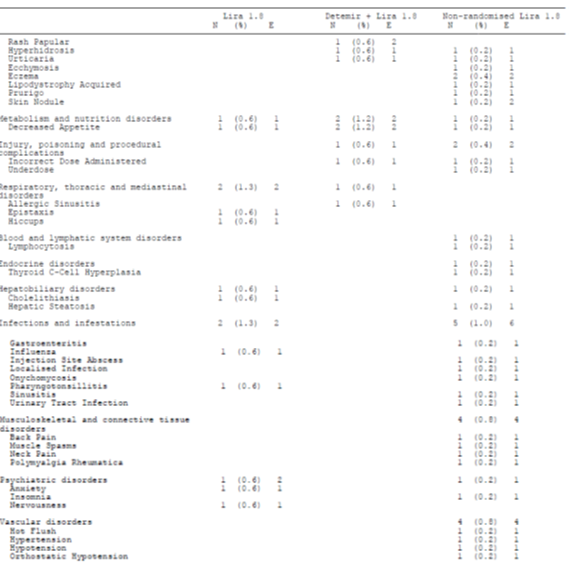 Lira 1.8 Detemir + Lira 1.8 Non-randomised Lira 1.8
N (%) E N (%) E N (%) E
Rash Papular 1 (0.6) 2
Hyperhidrosis 1 (0.6) 1 1 (0.2) 1
Urticaria 1 (0.6) 1 1 (0.2) 1
Ecchymosis 1 (0.2) 1
Eczema 2 (0.4) 2
Lipodystrophy Acquired 1 (0.2) 1
Prurigo 1 (0.2) 1
Skin Nodule 1 (0.2) 2
Metabolism and nutrition disorders 1 (0.6) 1 2 (1.2) 2 1 (0.2) 1
Decreased Appetite 1 (0.6) 1 2 (1.2) 2 1 (0.2) 1
Injury, poisoning and procedural 1 (0.6) 1 2 (0.4) 2
complications
Incorrect Dose Administered 1 (0.6) 1 1 (0.2) 1
Underdose 1 (0.2) 1
Respiratory, thoracic and mediastinal 2 (1.3) 2 1 (0.6) 1
disorders
Allergic Sinusitis 1 (0.6) 1
Epistaxis 1 (0.6) 1
Hiccups 1 (0.6) 1
Blood and lymphatic system disorders 1 (0.2) 1
Lymphocytosis 1 (0.2) 1
Endocrine disorders 1 (0.2) 1
Thyroid C-Cell Hyperplasia 1 (0.2) 1
Hepatobiliary disorders 1 (0.6) 1 1 (0.2) 1
Cholelithiasis 1 (0.6) 1
Hepatic Steatosis 1 (0.2) 1
Infections and infestations 2 (1.3) 2 5 (1.0) 6
Gastroenteritis 1 (0.2) 1
Influenza 1 (0.6) 1
Injection Site Abscess 1 (0.2) 1
Localised Infection 1 (0.2) 1
Onychomycosis 1 (0.2) 1
Pharyngotonsillitis 1 (0.6) 1
Sinusitis 1 (0.2) 1
Urinary Tract Infection 1 (0.2) 1
Musculoskeletal and connective tissue 4 (0.8) 4
disorders
Back Pain 1 (0.2) 1
Muscle Spasms 1 (0.2) 1
Neck Pain 1 (0.2) 1
Polymyalgia Rheumatica 1 (0.2) 1
Psychiatric disorders 1 (0.6) 2 1 (0.2) 1
Anxiety 1 (0.6) 1
Insomnia 1 (0.2) 1
Nervousness 1 (0.6) 1
Vascular disorders 4 (0.8) 4
Hot Flush 1 (0.2) 1
Hypertension 1 (0.2) 1
Hypotension 1 (0.2) 1
Orthostatic Hypotension 1 (0.2) 1